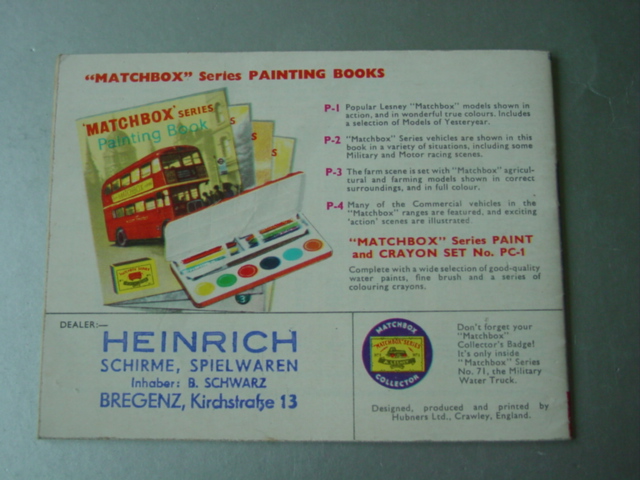 "MATCHBOX" Series PAINTING BOOKS
'MATCHBOX' SERIES
Painting Book
P-1 Popular Lesney "Matchbox" models shown in
action, and in wonderful true colours. Includes
a selection of Models of Yesteryear.
P-2 "Matchbox" Series vehicles are shown in this
book in a variety of situations, including some
Military and Motor racing scenes.
P-3 The farm scene is set with "Matchbox" agricul-
tural and farming models shown in correct
surroundings, and in full colour.
P-4 Many of the Commercial vehicles in the
"Matchbox" ranges are featured, and exciting
'action' scenes are illustrated.
"MATCHBOX" Series PAINT
and CRAYON SET No. PC-1
Complete with a wide selection of good-quality
water paints, fine brush and a series of
colouring crayons.
DEALER:—
HEINRICH
SCHIRME, SPIELWAREN
Inhaber: B. SCHWARZ
BREGENZ, Kirchstraße 13
MATCHBOX
"MATCHBOX" SERIES
COLLECTOR
Don't forget your
"Matchbox"
Collector's Badge!
It's only inside
"Matchbox" Series
No. 71, the Military
Water Truck.
Designed, produced and printed by
Hubners Ltd., Crawley, England.